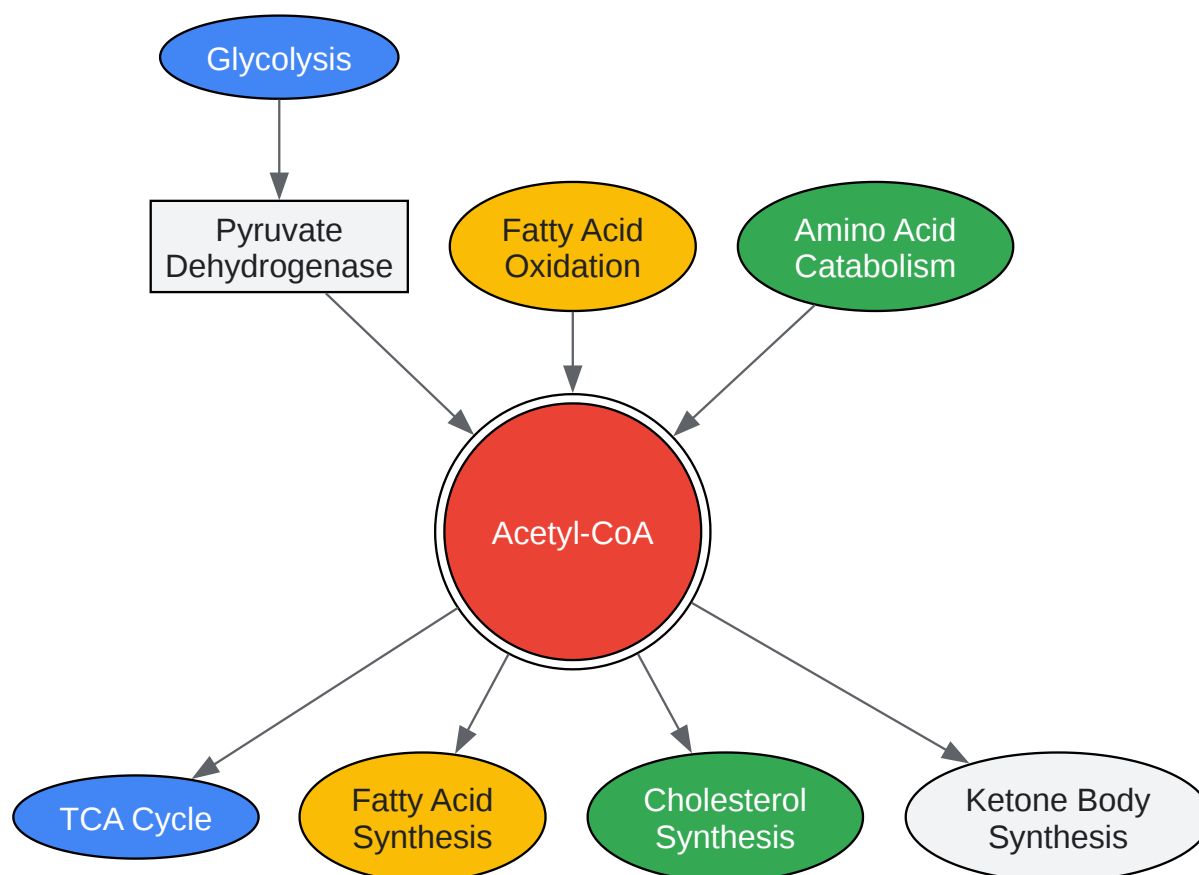 Glycolysis
Pyruvate
Dehydrogenase
Fatty Acid
Oxidation
Amino Acid
Catabolism
Acetyl-CoA
TCA Cycle
Fatty Acid
Synthesis
Cholesterol
Synthesis
Ketone Body
Synthesis